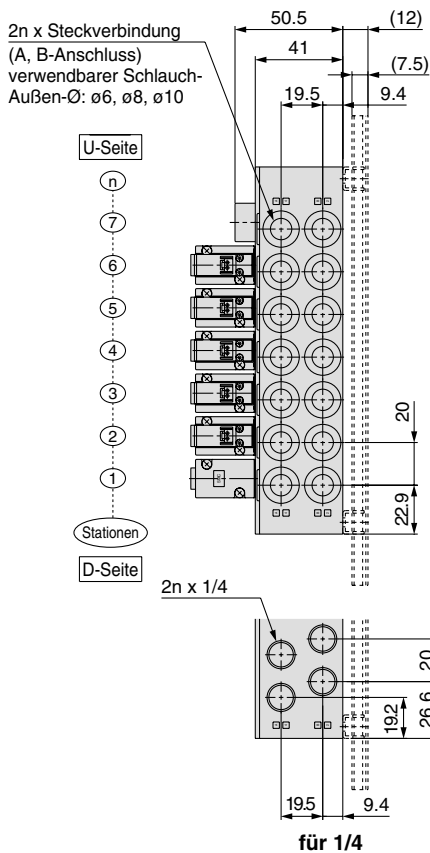 50.5
(12)
2n x Steckverbindung
(A, B-Anschluss)
verwendbarer Schlauch-
Außen-Ø: ø6, ø8, ø10
41
(7.5)
19.5
9.4
U-Seite
n
7
6
5
4
3
2
1
Stationen
D-Seite
20
22.9
2n x 1/4
20
19.2
26.6
19.5
9.4
für 1/4